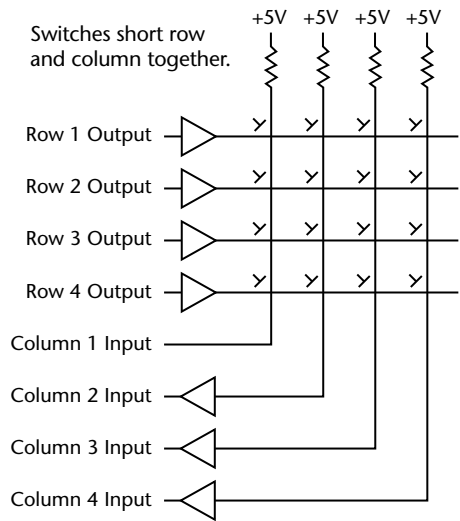 +5V +5V +5V +5V
Switches short row
and column together.
Row 1 Output
Row 2 Output
Row 3 Output
Row 4 Output
Column 1 Input
Column 2 Input
Column 3 Input
Column 4 Input